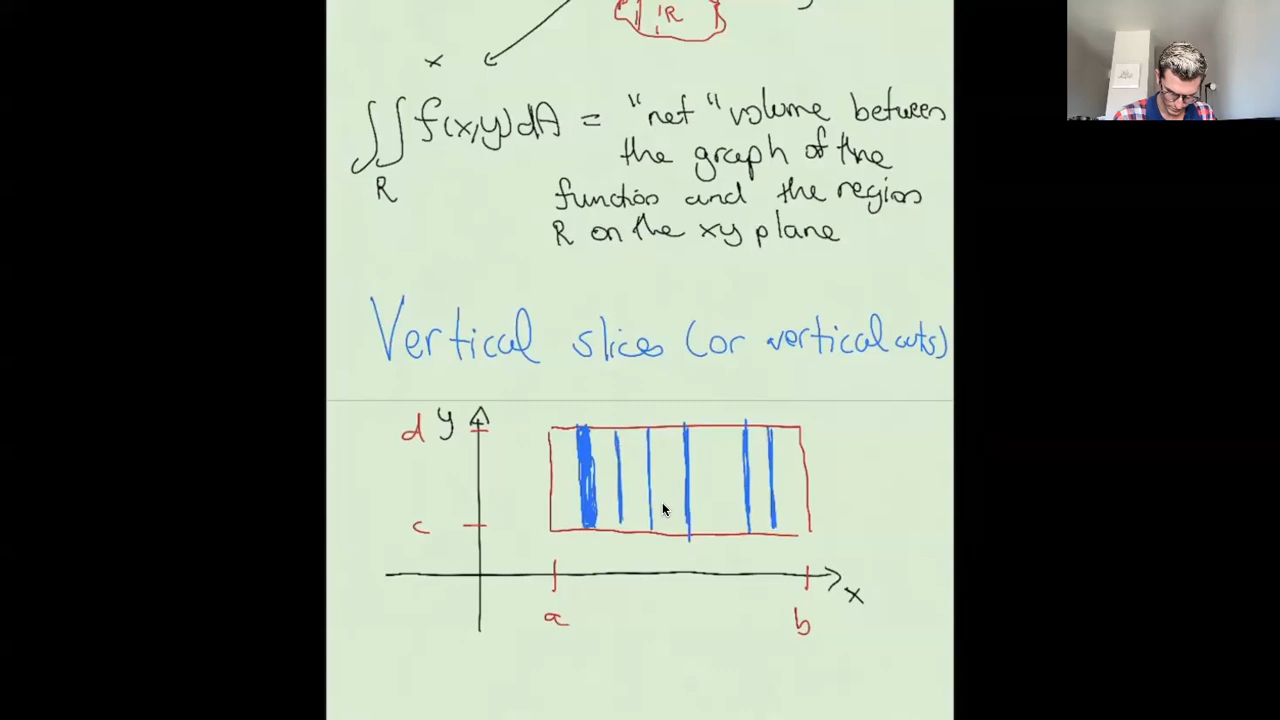 R
x
∬ f(x,y)dA = "net" volume between
R
the graph of the
function and the region
R on the xy plane
Vertical slices (or vertical cuts)
d y
c
x
a b